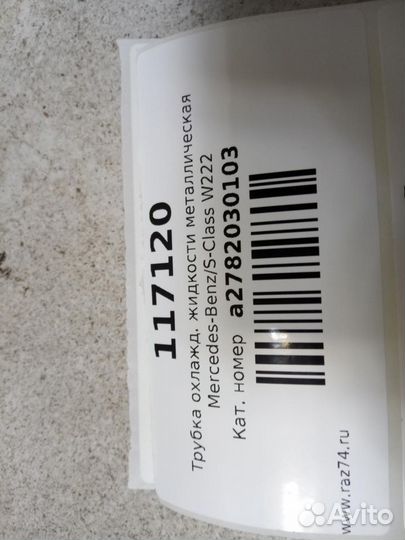 117120
Трубка охлажд. жидкости металлическая
Mercedes-Benz/S-Class W222
Кат. номер a2782030103
www.raz74.ru
Avito